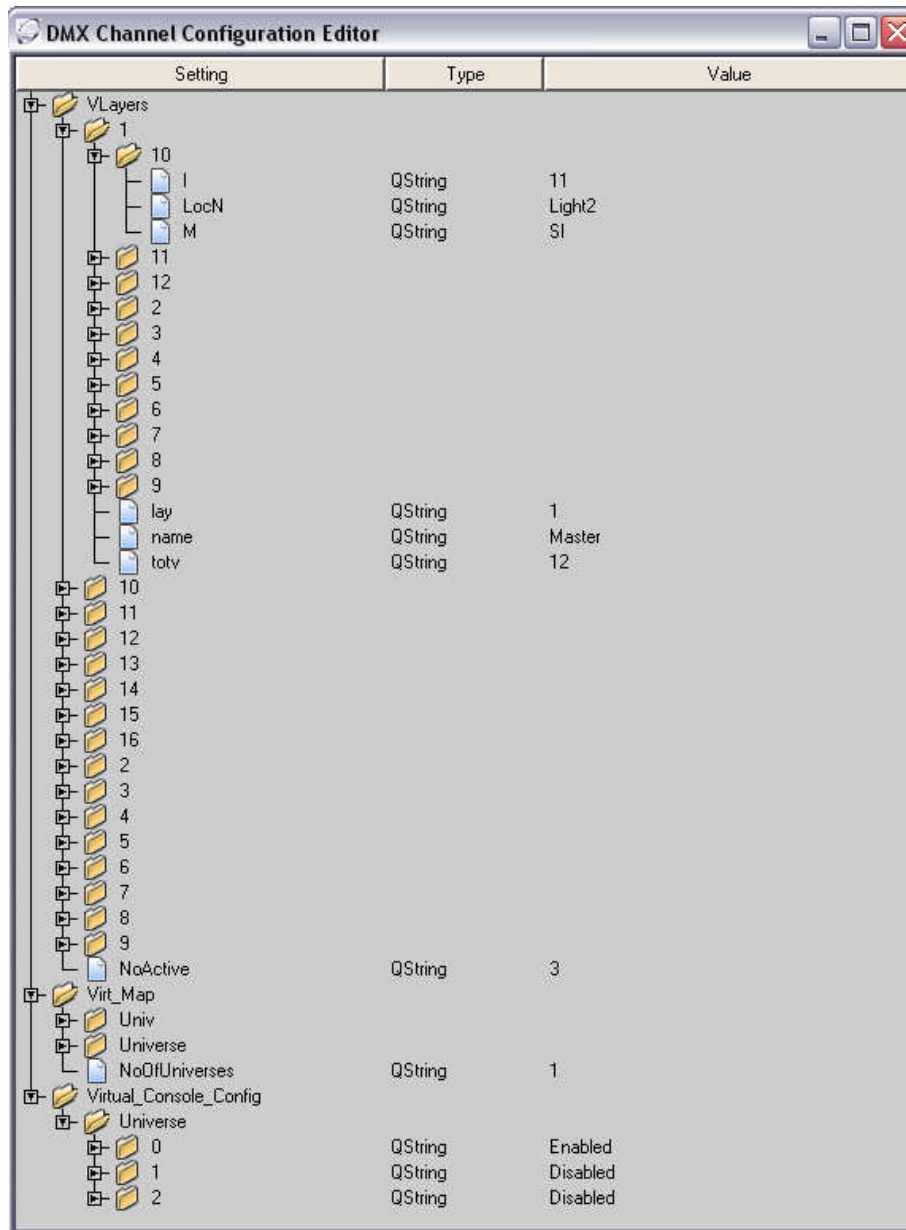 DMX Channel Configuration Editor
Setting Type Value
VLayers
1
10
I QString 11
LocN QString Light2
M QString SI
11
12
2
3
4
5
6
7
8
9
lay QString 1
name QString Master
totv QString 12
10
11
12
13
14
15
16
2
3
4
5
6
7
8
9
NoActive QString 3
Virt_Map
Univ
Universe
NoOfUniverses QString 1
Virtual_Console_Config
Universe
0 QString Enabled
1 QString Disabled
2 QString Disabled